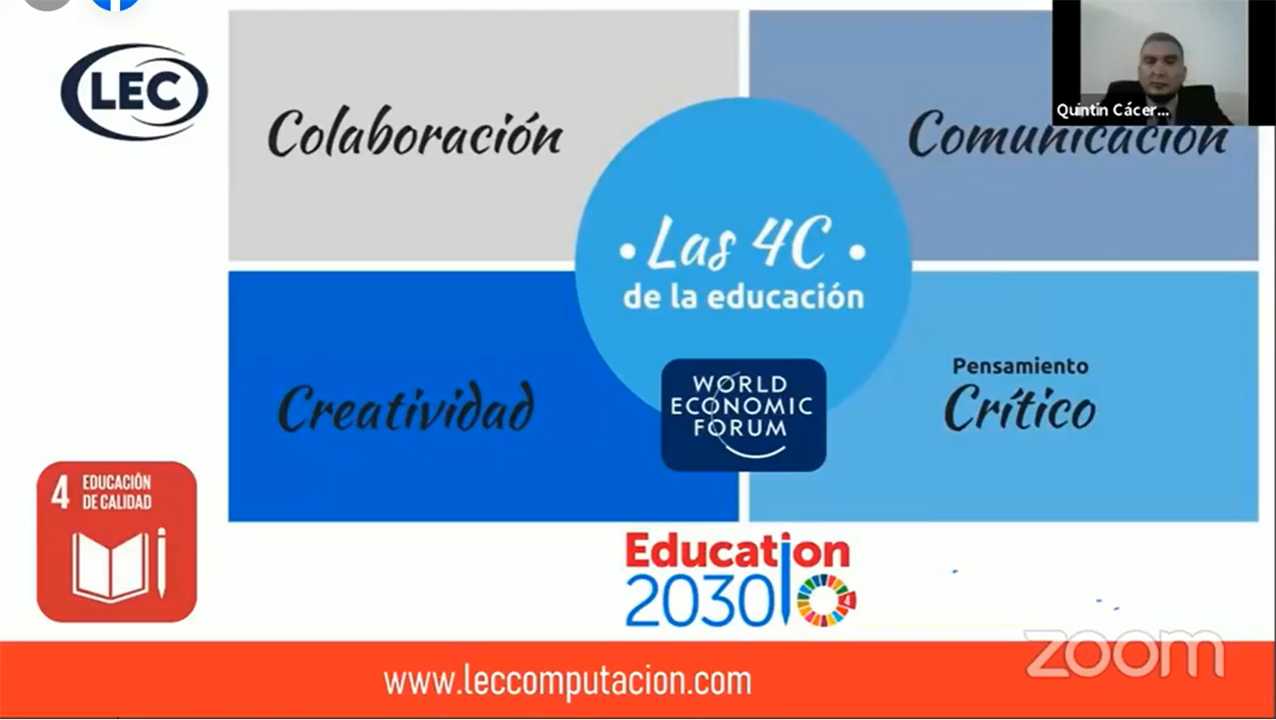 LEC
Colaboración
Comunicación
Quintin Cácer...
• Las 4C •
de la educación
WORLD
ECONOMIC
FORUM
Creatividad
Pensamiento
Crítico
4 EDUCACIÓN
DE CALIDAD
Education
2030
4
www.leccomputacion.com
zoom